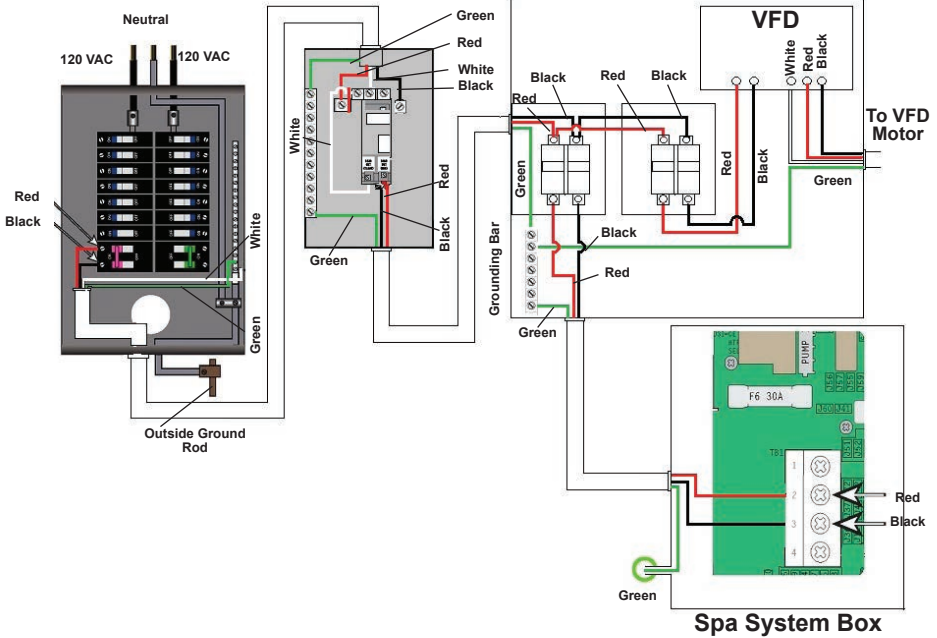 Neutral
120 VAC
120 VAC
Red
Black
White
Green
Outside Ground
Rod
Green
Red
White
Black
White
Red
Black
Green
VFD
White
Red
Black
Black
Red
Red
Black
Green
Red
Black
To VFD
Motor
Green
Black
Red
Grounding Bar
Green
PUMP
F6 30A
TB1
1
2
3
4
Red
Black
Green
Spa System Box